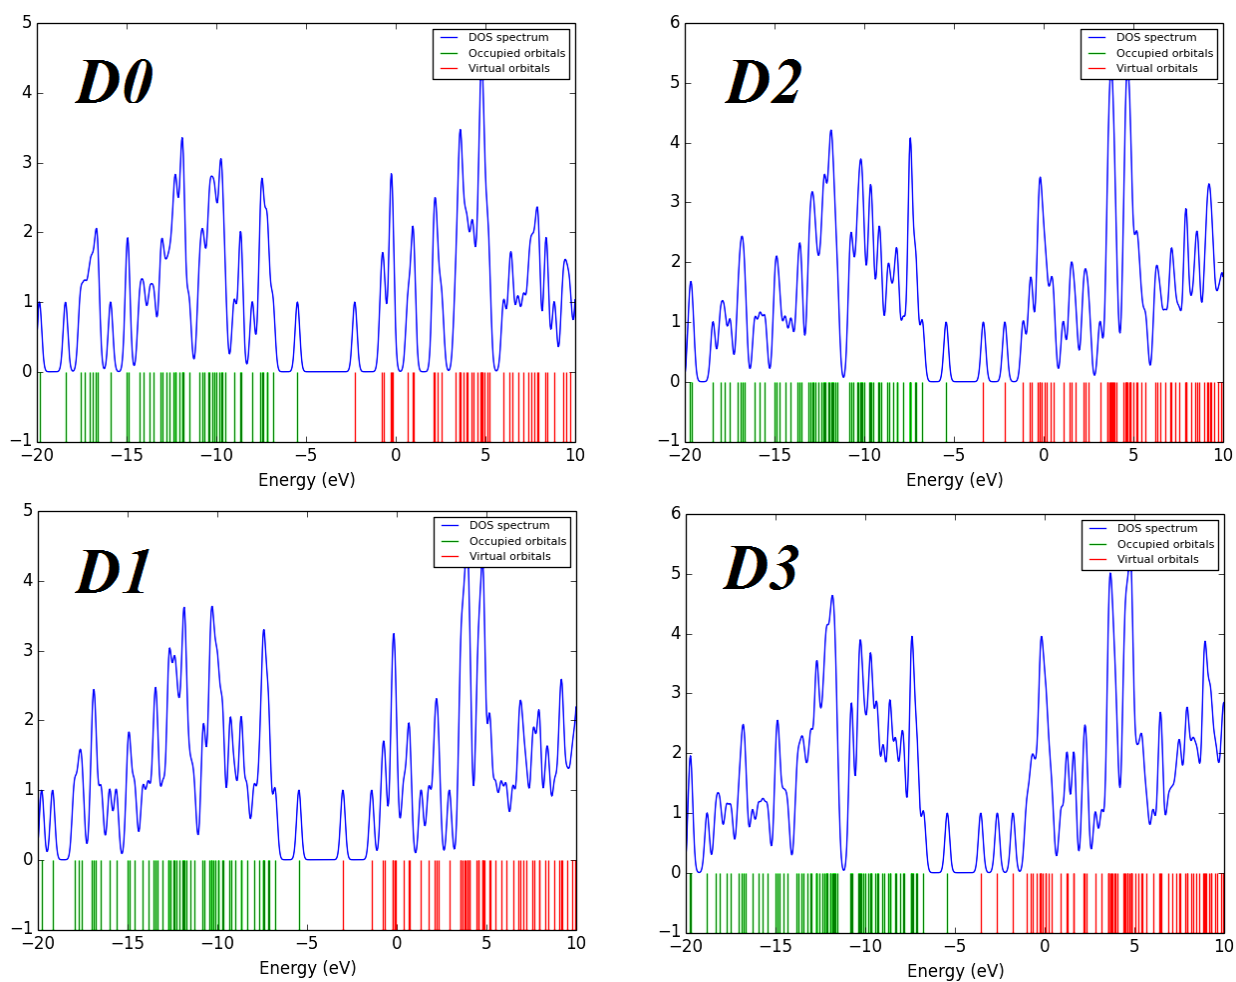 D0
5
4
3
2
1
0
−1
−20 −15 −10 −5 0 5 10
Energy (eV)
DOS spectrum
Occupied orbitals
Virtual orbitals
D2
6
5
4
3
2
1
0
−1
−20 −15 −10 −5 0 5 10
Energy (eV)
DOS spectrum
Occupied orbitals
Virtual orbitals
D1
5
4
3
2
1
0
−1
−20 −15 −10 −5 0 5 10
Energy (eV)
DOS spectrum
Occupied orbitals
Virtual orbitals
D3
6
5
4
3
2
1
0
−1
−20 −15 −10 −5 0 5 10
Energy (eV)
DOS spectrum
Occupied orbitals
Virtual orbitals